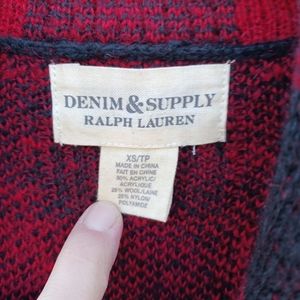 DENIM & SUPPLY
RALPH LAUREN
XS/TP
MADE IN CHINA
FAIT EN CHINE
50% ACRYLIC/
ACRYLIQUE
25% WOOL/LAINE
25% NYLON/
POLYAMIDE